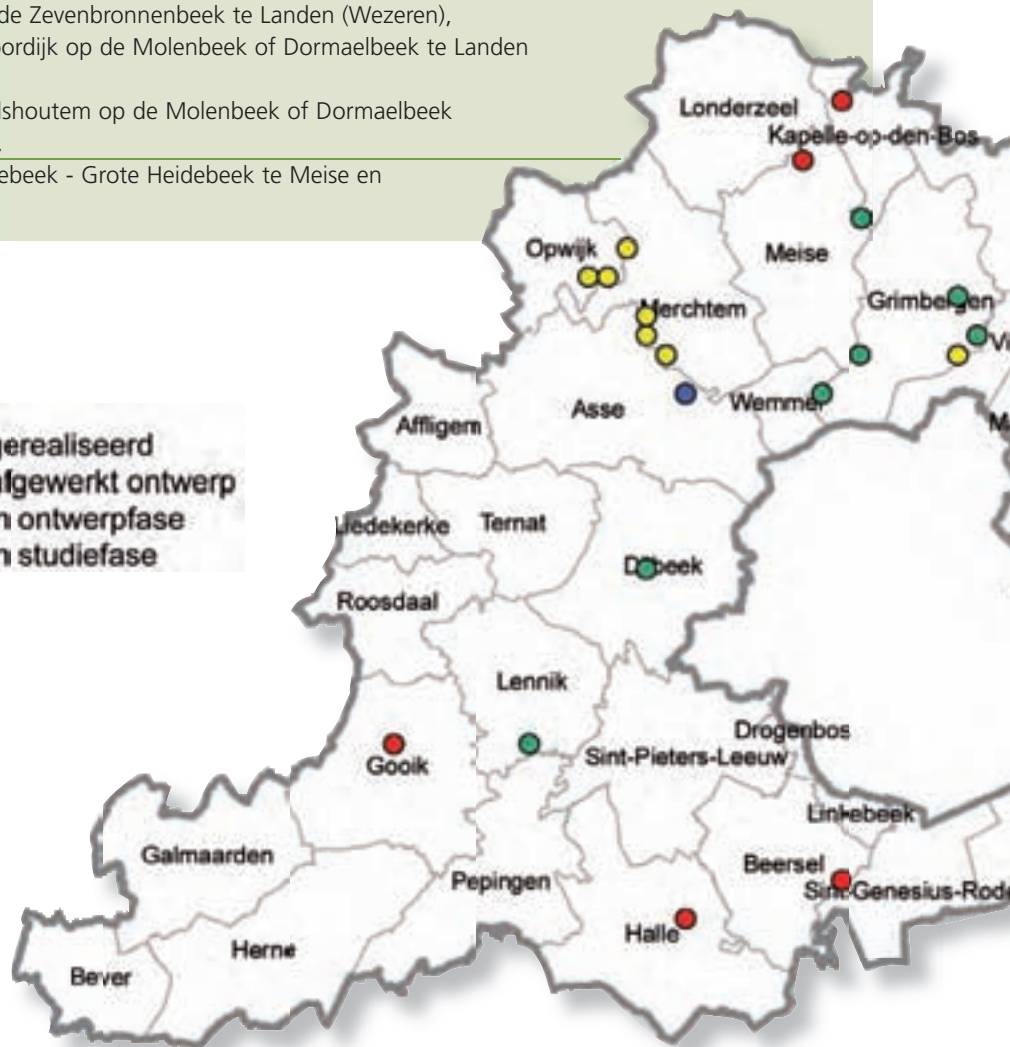 de Zevenbronnenbeek te Landen (Wezeren),
ordijk op de Molenbeek of Dormaelbeek te Landen
lshoutem op de Molenbeek of Dormaelbeek
ebeek - Grote Heidebeek te Meise en
Londerzeel
Kapelle-op-den-Bos
Opwijk
Meise
Merchtem
Grimbergen
Vi
Asse
Wemmel
Affligem
M
gerealiseerd
afgewerkt ontwerp
n ontwerpfase
n studiefase
Liedekerke
Ternat
Dilbeek
Roosdaal
Lennik
Drogenbos
Gooik
Sint-Pieters-Leeuw
Linkebeek
Galmaarden
Beersel
Pepingen
Sint-Genesius-Rode
Halle
Herne
Bever